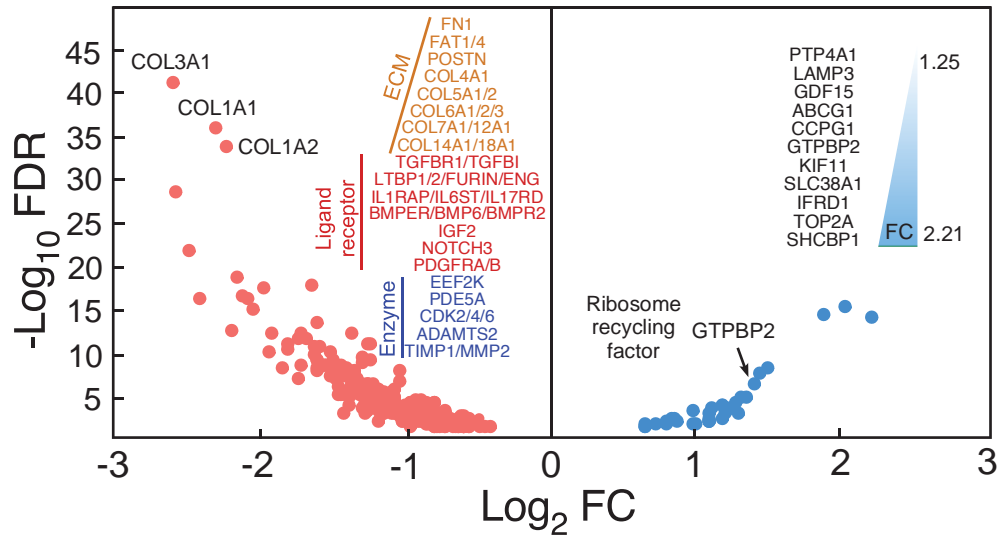 -Log10 FDR
45
40
35
30
25
20
15
10
5
COL3A1
COL1A1
COL1A2
ECM
FN1
FAT1/4
POSTN
COL4A1
COL5A1/2
COL6A1/2/3
COL7A1/12A1
COL14A1/18A1
Ligand
receptor
TGFBR1/TGFBI
LTBP1/2/FURIN/ENG
IL1RAP/IL6ST/IL17RD
BMPER/BMP6/BMPR2
IGF2
NOTCH3
PDGFRA/B
Enzyme
EEF2K
PDE5A
CDK2/4/6
ADAMTS2
TIMP1/MMP2
PTP4A1
LAMP3
GDF15
ABCG1
CCPG1
GTPBP2
KIF11
SLC38A1
IFRD1
TOP2A
SHCBP1
1.25
FC
2.21
Ribosome
recycling
factor
GTPBP2
-3
-2
-1
0
1
2
3
Log2 FC